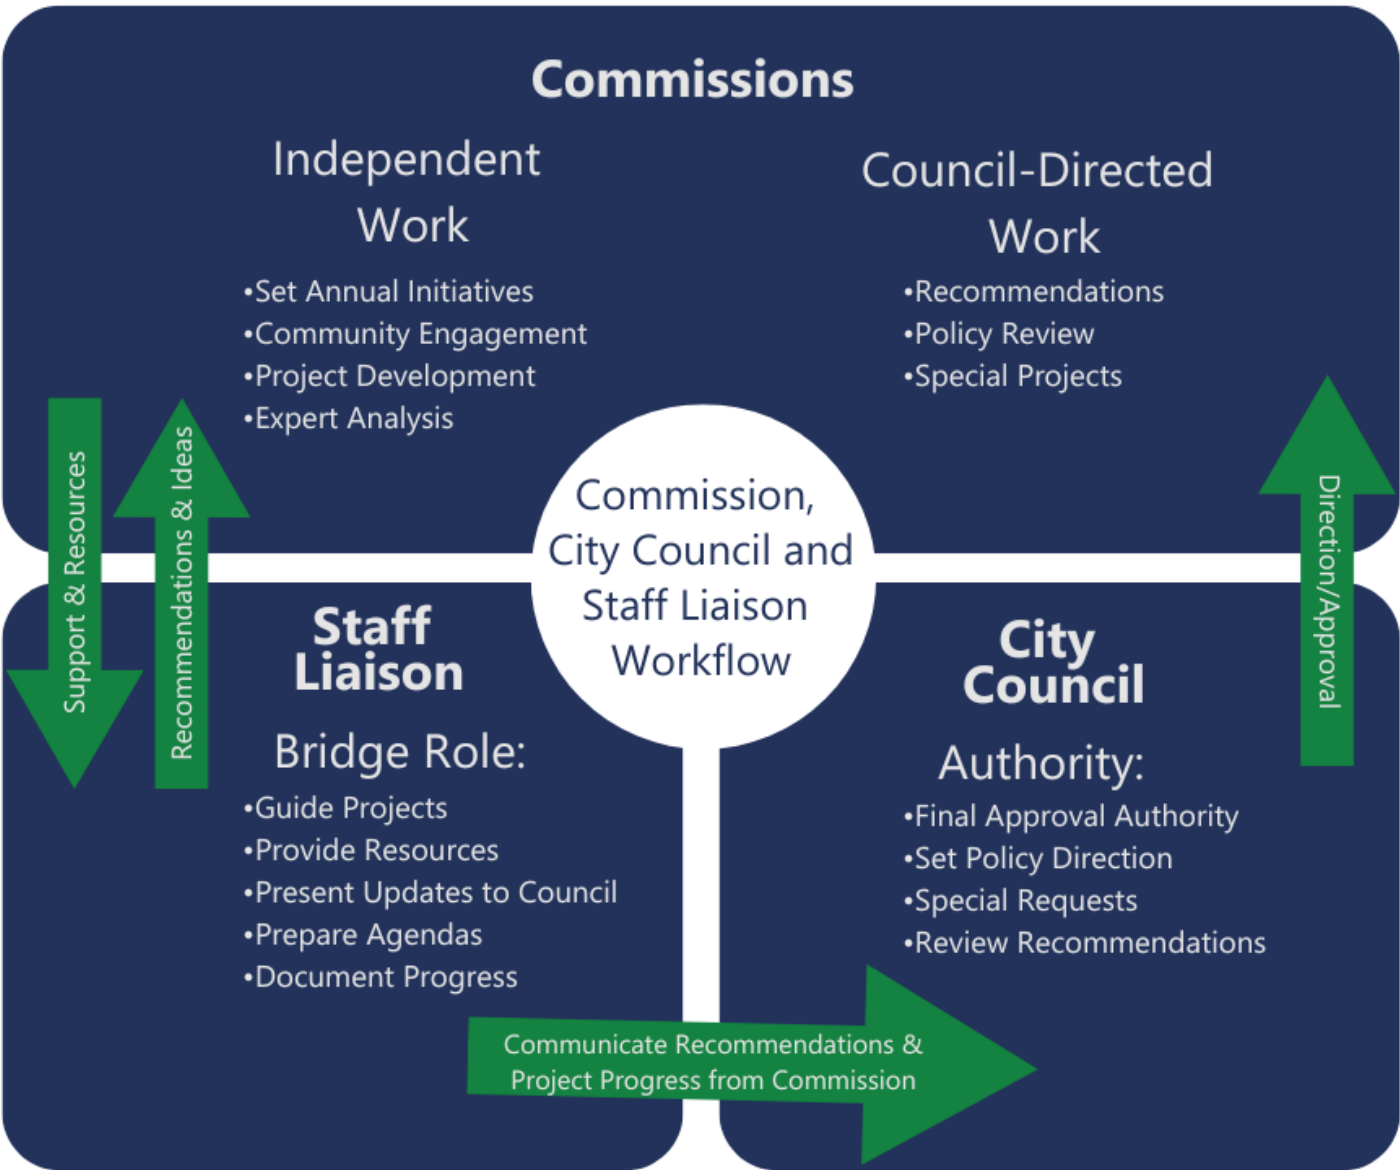 Commissions
Independent
Work
•Set Annual Initiatives
•Community Engagement
•Project Development
•Expert Analysis
Council-Directed
Work
•Recommendations
•Policy Review
•Special Projects
Support & Resources
Recommendations & Ideas
Commission,
City Council and
Staff Liaison
Workflow
Direction/Approval
Staff
Liaison
Bridge Role:
•Guide Projects
•Provide Resources
•Present Updates to Council
•Prepare Agendas
•Document Progress
City
Council
Authority:
•Final Approval Authority
•Set Policy Direction
•Special Requests
•Review Recommendations
Communicate Recommendations &
Project Progress from Commission